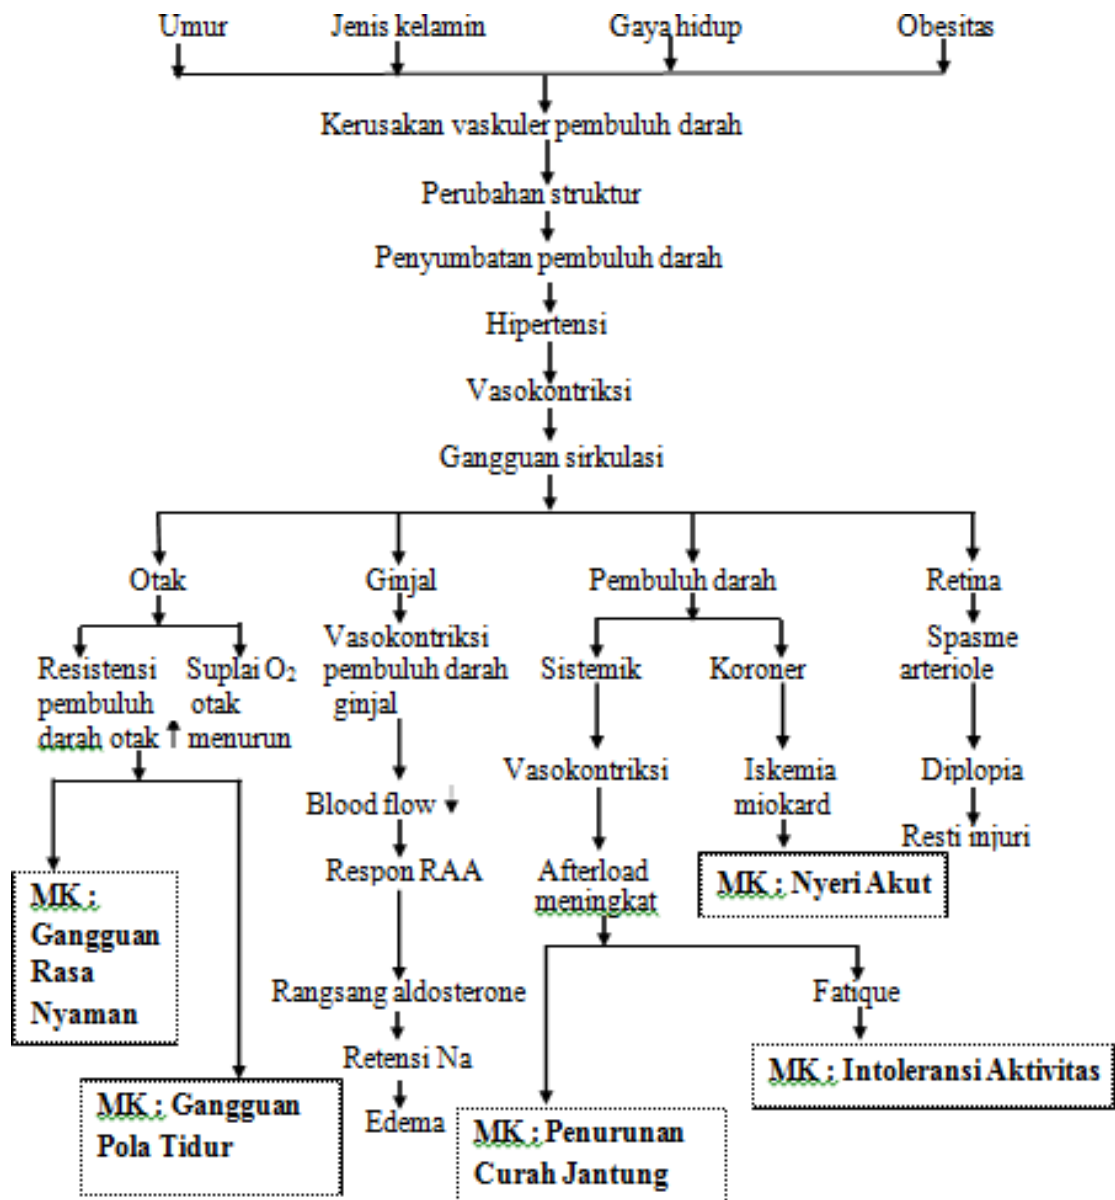 Umur
Jenis kelamin
Gaya hidup
Obesitas
Kerusakan vaskuler pembuluh darah
Perubahan struktur
Penyumbatan pembuluh darah
Hipertensi
Vasokontriksi
Gangguan sirkulasi
Otak
Ginjal
Pembuluh darah
Retina
Resistensi
pembuluh
darah otak ↑
Suplai O₂
otak
menurun
Vasokontriksi
pembuluh darah
ginjal
Sistemik
Koroner
Spasme
arteriole
Blood flow ↓
Vasokontriksi
Iskemia
miokard
Diplopia
Resti injuri
Respon RAA
Afterload
meningkat
MK : Nyeri Akut
MK :
Gangguan
Rasa
Nyaman
Rangsang aldosterone
Fatique
Retensi Na
MK : Intoleransi Aktivitas
MK : Gangguan
Pola Tidur
Edema
MK : Penurunan
Curah Jantung